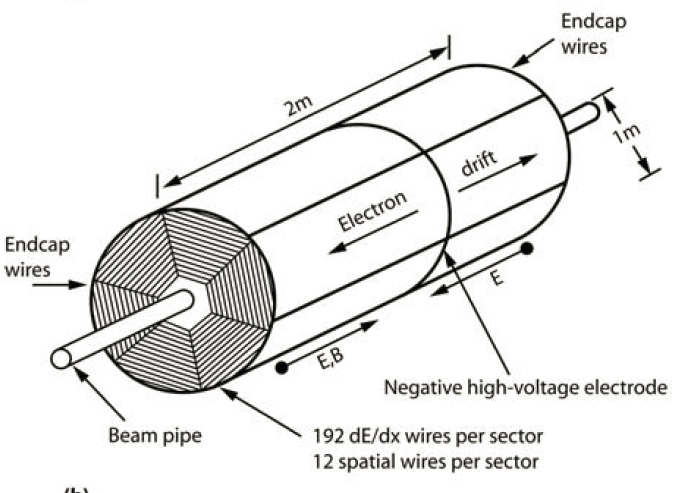 Endcap
wires
2m
1m
drift
Electron
Endcap
wires
E
E,B
Negative high-voltage electrode
Beam pipe
192 dE/dx wires per sector
12 spatial wires per sector